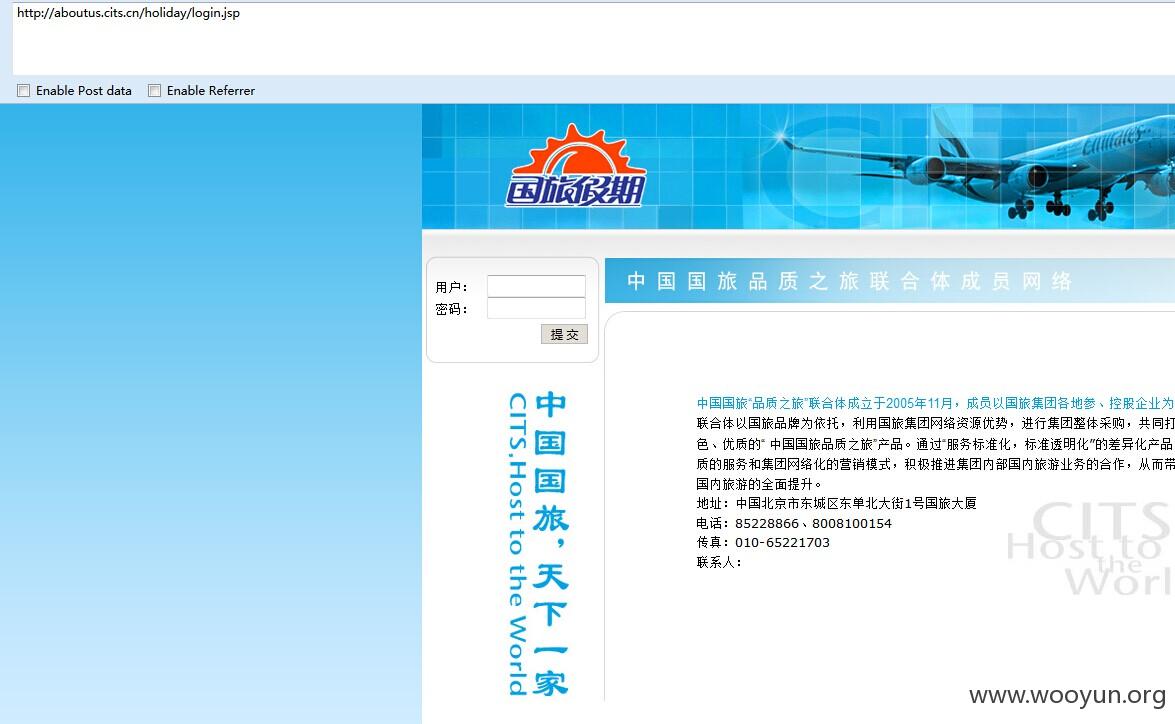 http://aboutus.cits.cn/holiday/login.jsp
Enable Post data
Enable Referrer
国旅假期
CITS
Emirates
用户：
密码：
提 交
中国国旅品质之旅联合体成员网络
中国国旅，天下一家
CITS,Host to the World
中国国旅“品质之旅”联合体成立于2005年11月，成员以国旅集团各地参、控股企业为
联合体以国旅品牌为依托，利用国旅集团网络资源优势，进行集团整体采购，共同打
色、优质的“ 中国国旅品质之旅”产品。通过“服务标准化，标准透明化”的差异化产品
质的服务和集团网络化的营销模式，积极推进集团内部国内旅游业务的合作，从而带
国内旅游的全面提升。
地址：中国北京市东城区东单北大街1号国旅大厦
电话：85228866、8008100154
传真：010-65221703
联系人：
CITS
Host to
the
Worl
www.wooyun.org